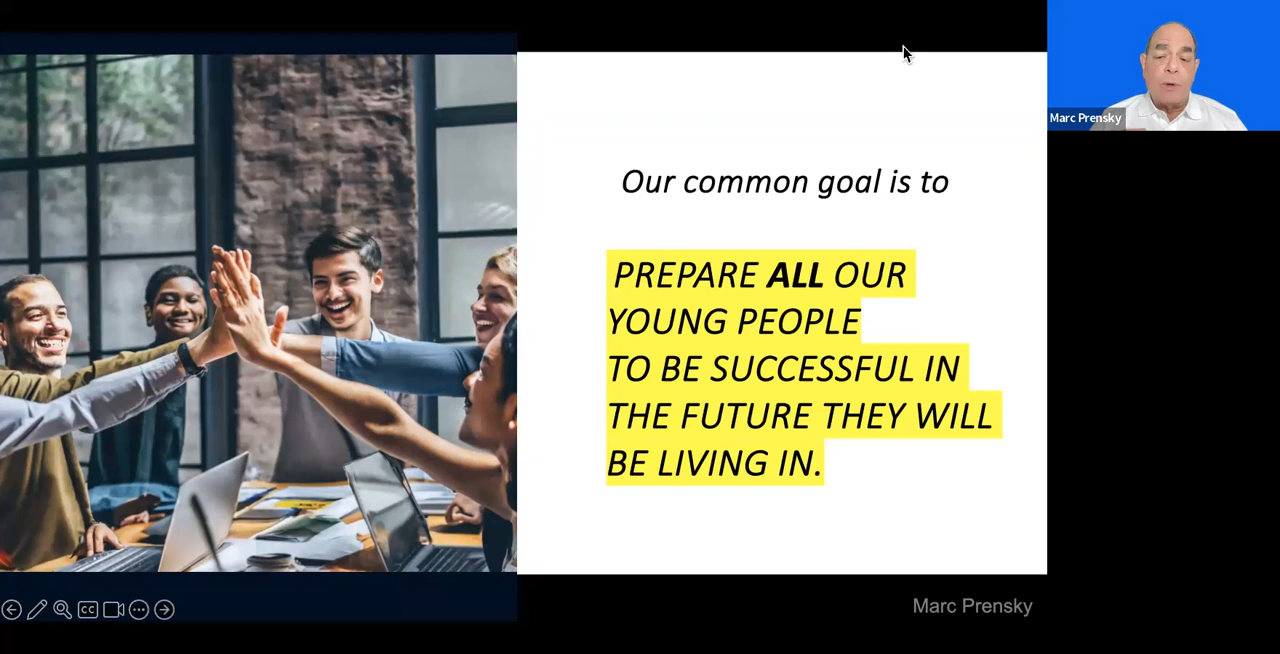 Our common goal is to
PREPARE ALL OUR
YOUNG PEOPLE
TO BE SUCCESSFUL IN
THE FUTURE THEY WILL
BE LIVING IN.
Marc Prensky
CC
Marc Prensky